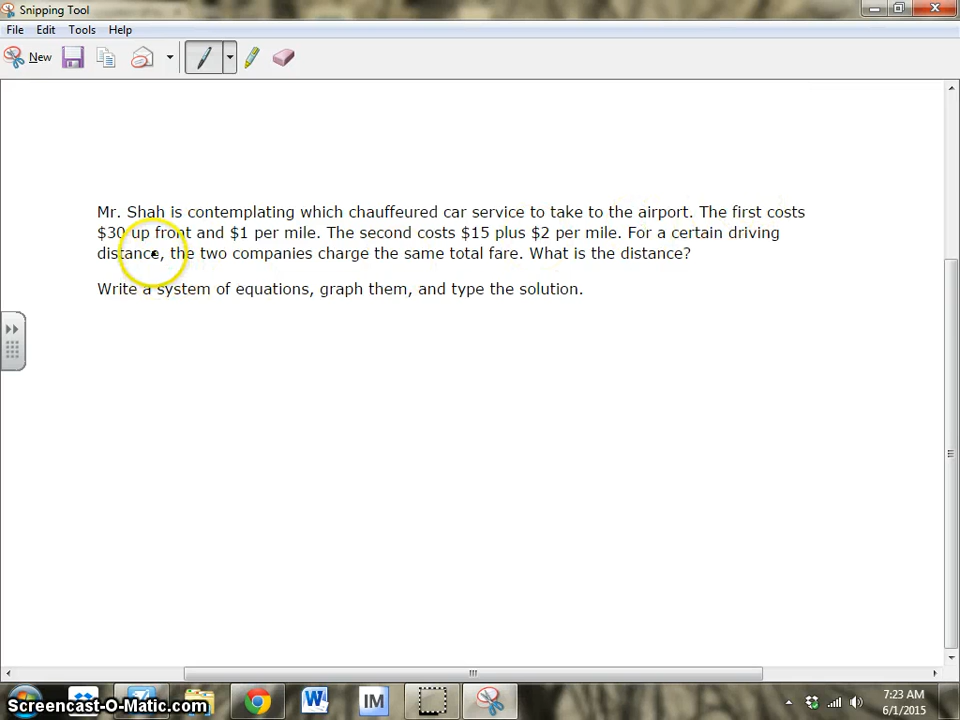 Snipping Tool
File Edit Tools Help
New
Mr. Shah is contemplating which chauffeured car service to take to the airport. The first costs
$30 up front and $1 per mile. The second costs $15 plus $2 per mile. For a certain driving
distance, the two companies charge the same total fare. What is the distance?
Write a system of equations, graph them, and type the solution.
IM
7:23 AM
6/1/2015
Screencast-O-Matic.com